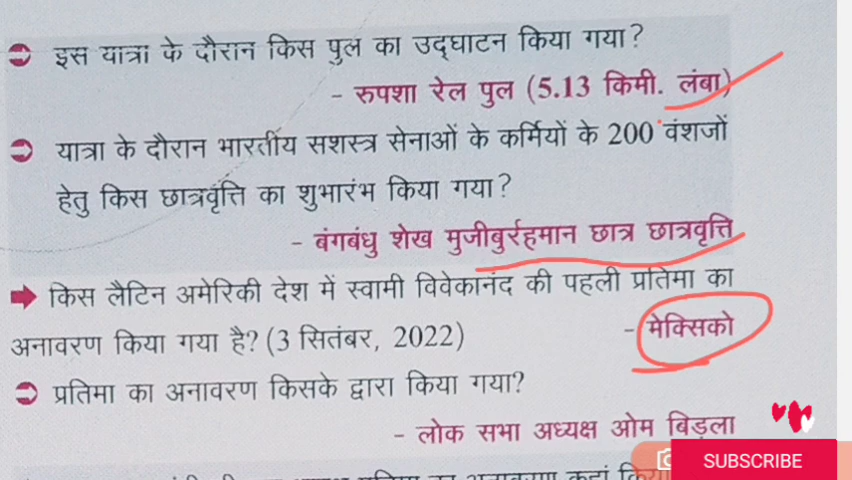 इस यात्रा के दौरान किस पुल का उद्घाटन किया गया?
- रुपशा रेल पुल (5.13 किमी. लंबा)
यात्रा के दौरान भारतीय सशस्त्र सेनाओं के कर्मियों के 200 वंशजों
हेतु किस छात्रवृत्ति का शुभारंभ किया गया?
- बंगबंधु शेख मुजीबुर्रहमान छात्र छात्रवृत्ति
किस लैटिन अमेरिकी देश में स्वामी विवेकानंद की पहली प्रतिमा का
अनावरण किया गया है? (3 सितंबर, 2022)
- मेक्सिको
प्रतिमा का अनावरण किसके द्वारा किया गया?
- लोक सभा अध्यक्ष ओम बिड़ला
SUBSCRIBE